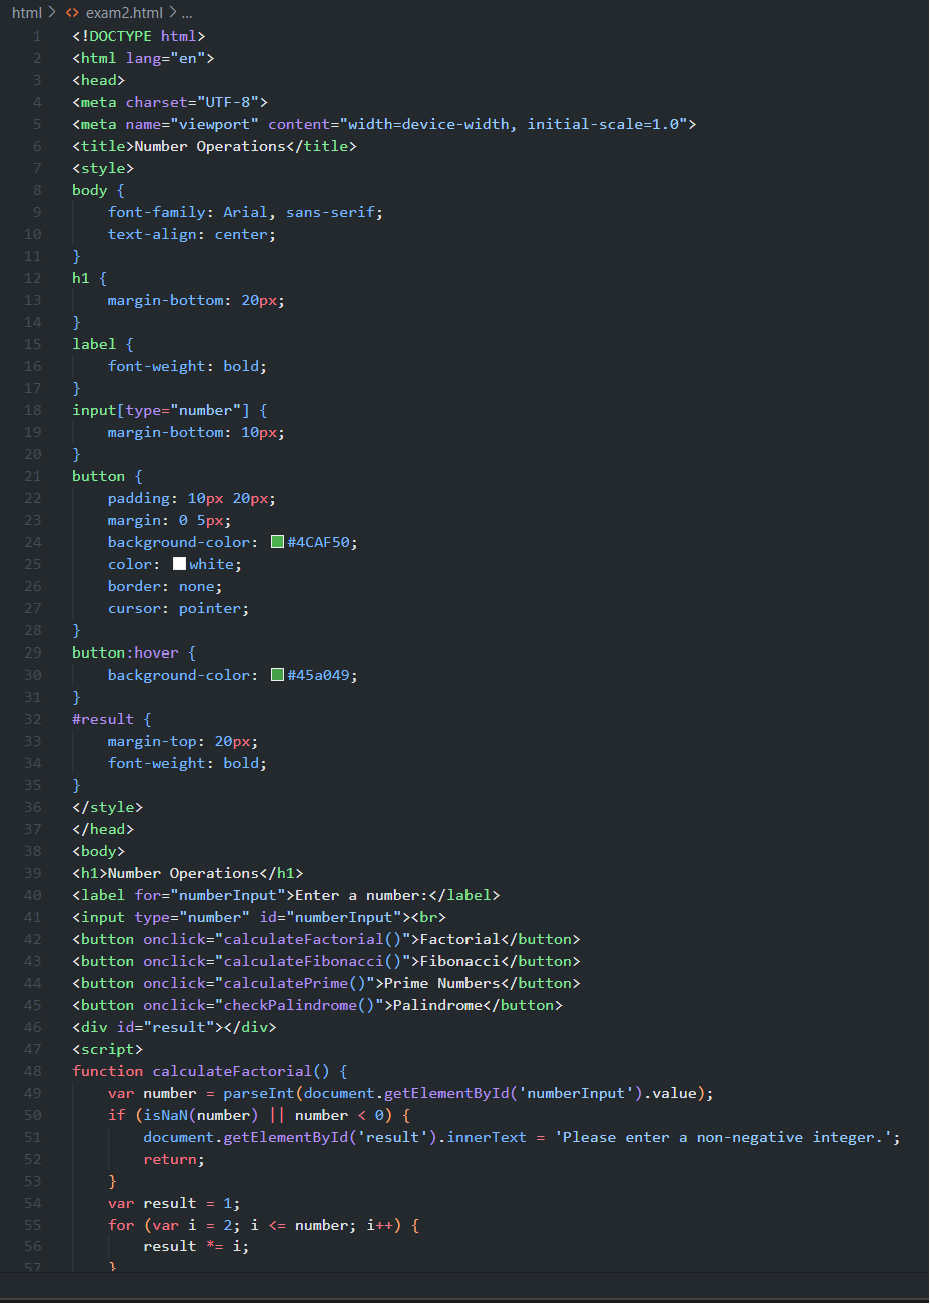 html > <> exam2.html > ...
1 <!DOCTYPE html>
2 <html lang="en">
3 <head>
4 <meta charset="UTF-8">
5 <meta name="viewport" content="width=device-width, initial-scale=1.0">
6 <title>Number Operations</title>
7 <style>
8 body {
9     font-family: Arial, sans-serif;
10     text-align: center;
11 }
12 h1 {
13     margin-bottom: 20px;
14 }
15 label {
16     font-weight: bold;
17 }
18 input[type="number"] {
19     margin-bottom: 10px;
20 }
21 button {
22     padding: 10px 20px;
23     margin: 0 5px;
24     background-color: #4CAF50;
25     color: white;
26     border: none;
27     cursor: pointer;
28 }
29 button:hover {
30     background-color: #45a049;
31 }
32 #result {
33     margin-top: 20px;
34     font-weight: bold;
35 }
36 </style>
37 </head>
38 <body>
39 <h1>Number Operations</h1>
40 <label for="numberInput">Enter a number:</label>
41 <input type="number" id="numberInput"><br>
42 <button onclick="calculateFactorial()">Factorial</button>
43 <button onclick="calculateFibonacci()">Fibonacci</button>
44 <button onclick="calculatePrime()">Prime Numbers</button>
45 <button onclick="checkPalindrome()">Palindrome</button>
46 <div id="result"></div>
47 <script>
48 function calculateFactorial() {
49     var number = parseInt(document.getElementById('numberInput').value);
50     if (isNaN(number) || number < 0) {
51         document.getElementById('result').innerText = 'Please enter a non-negative integer.';
52         return;
53     }
54     var result = 1;
55     for (var i = 2; i <= number; i++) {
56         result *= i;
57     }